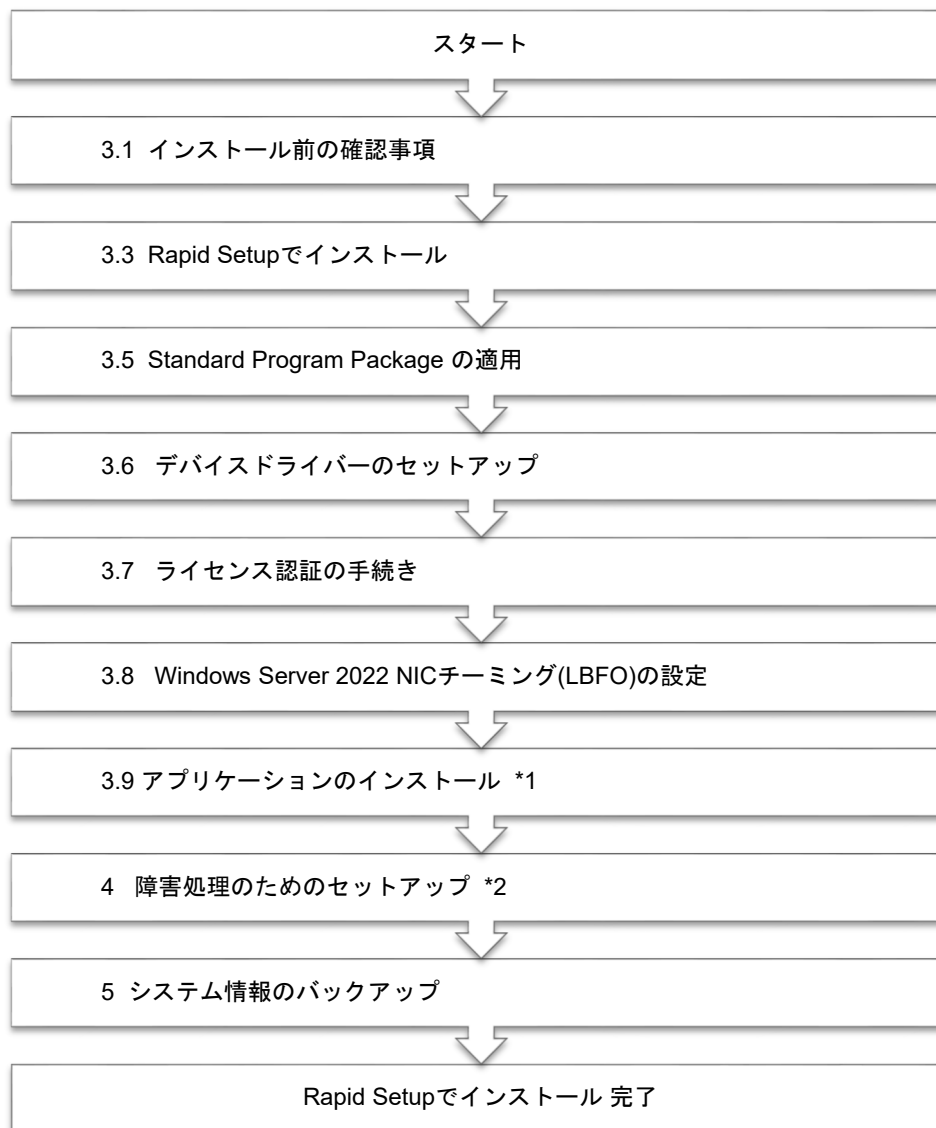 スタート
3.1 インストール前の確認事項
3.3 Rapid Setupでインストール
3.5 Standard Program Package の適用
3.6 デバイスドライバーのセットアップ
3.7 ライセンス認証の手続き
3.8 Windows Server 2022 NICチーミング(LBFO)の設定
3.9 アプリケーションのインストール *1
4 障害処理のためのセットアップ *2
5 システム情報のバックアップ
Rapid Setupでインストール 完了